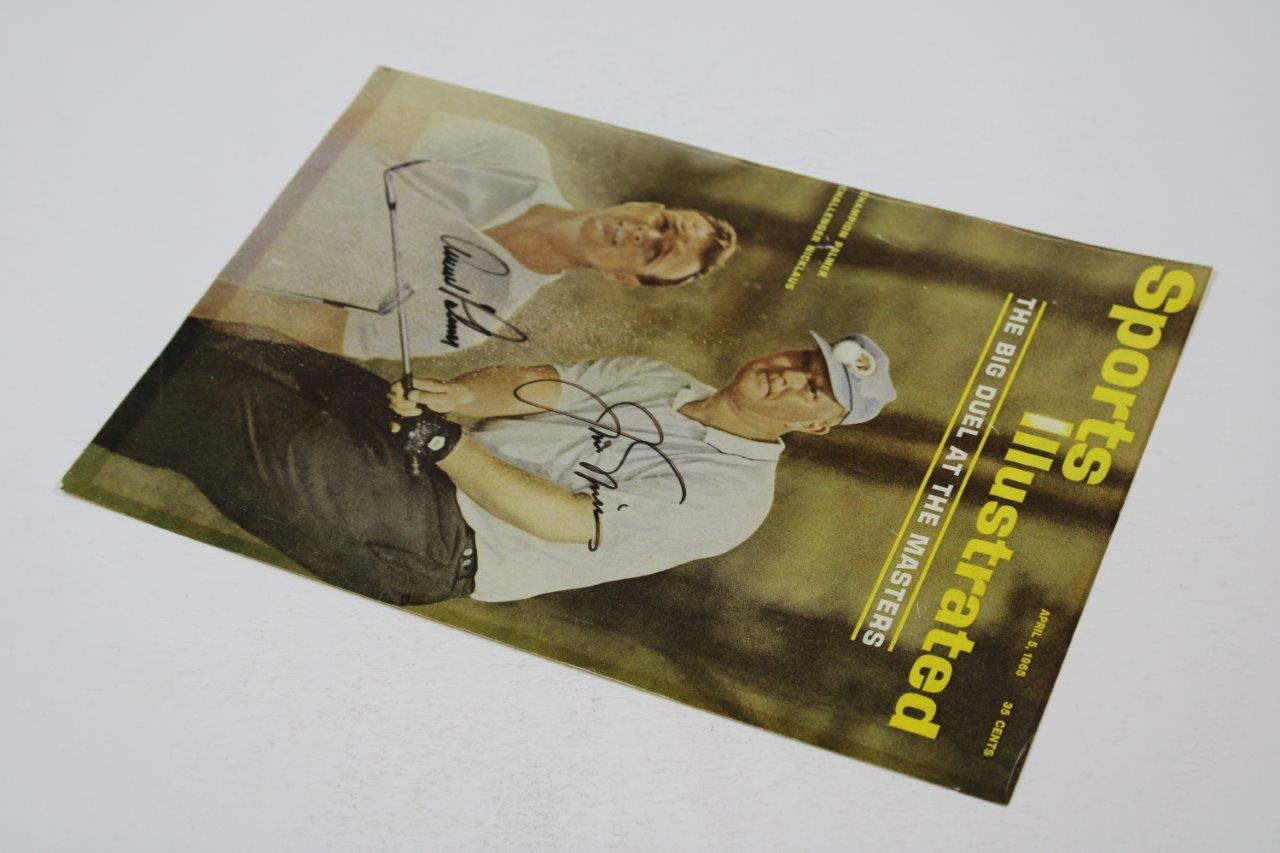 Sports
Illustrated
APRIL 5, 1965 35 CENTS
THE BIG DUEL AT THE MASTERS
CHAMPION PALMER
CHALLENGER NICKLAUS